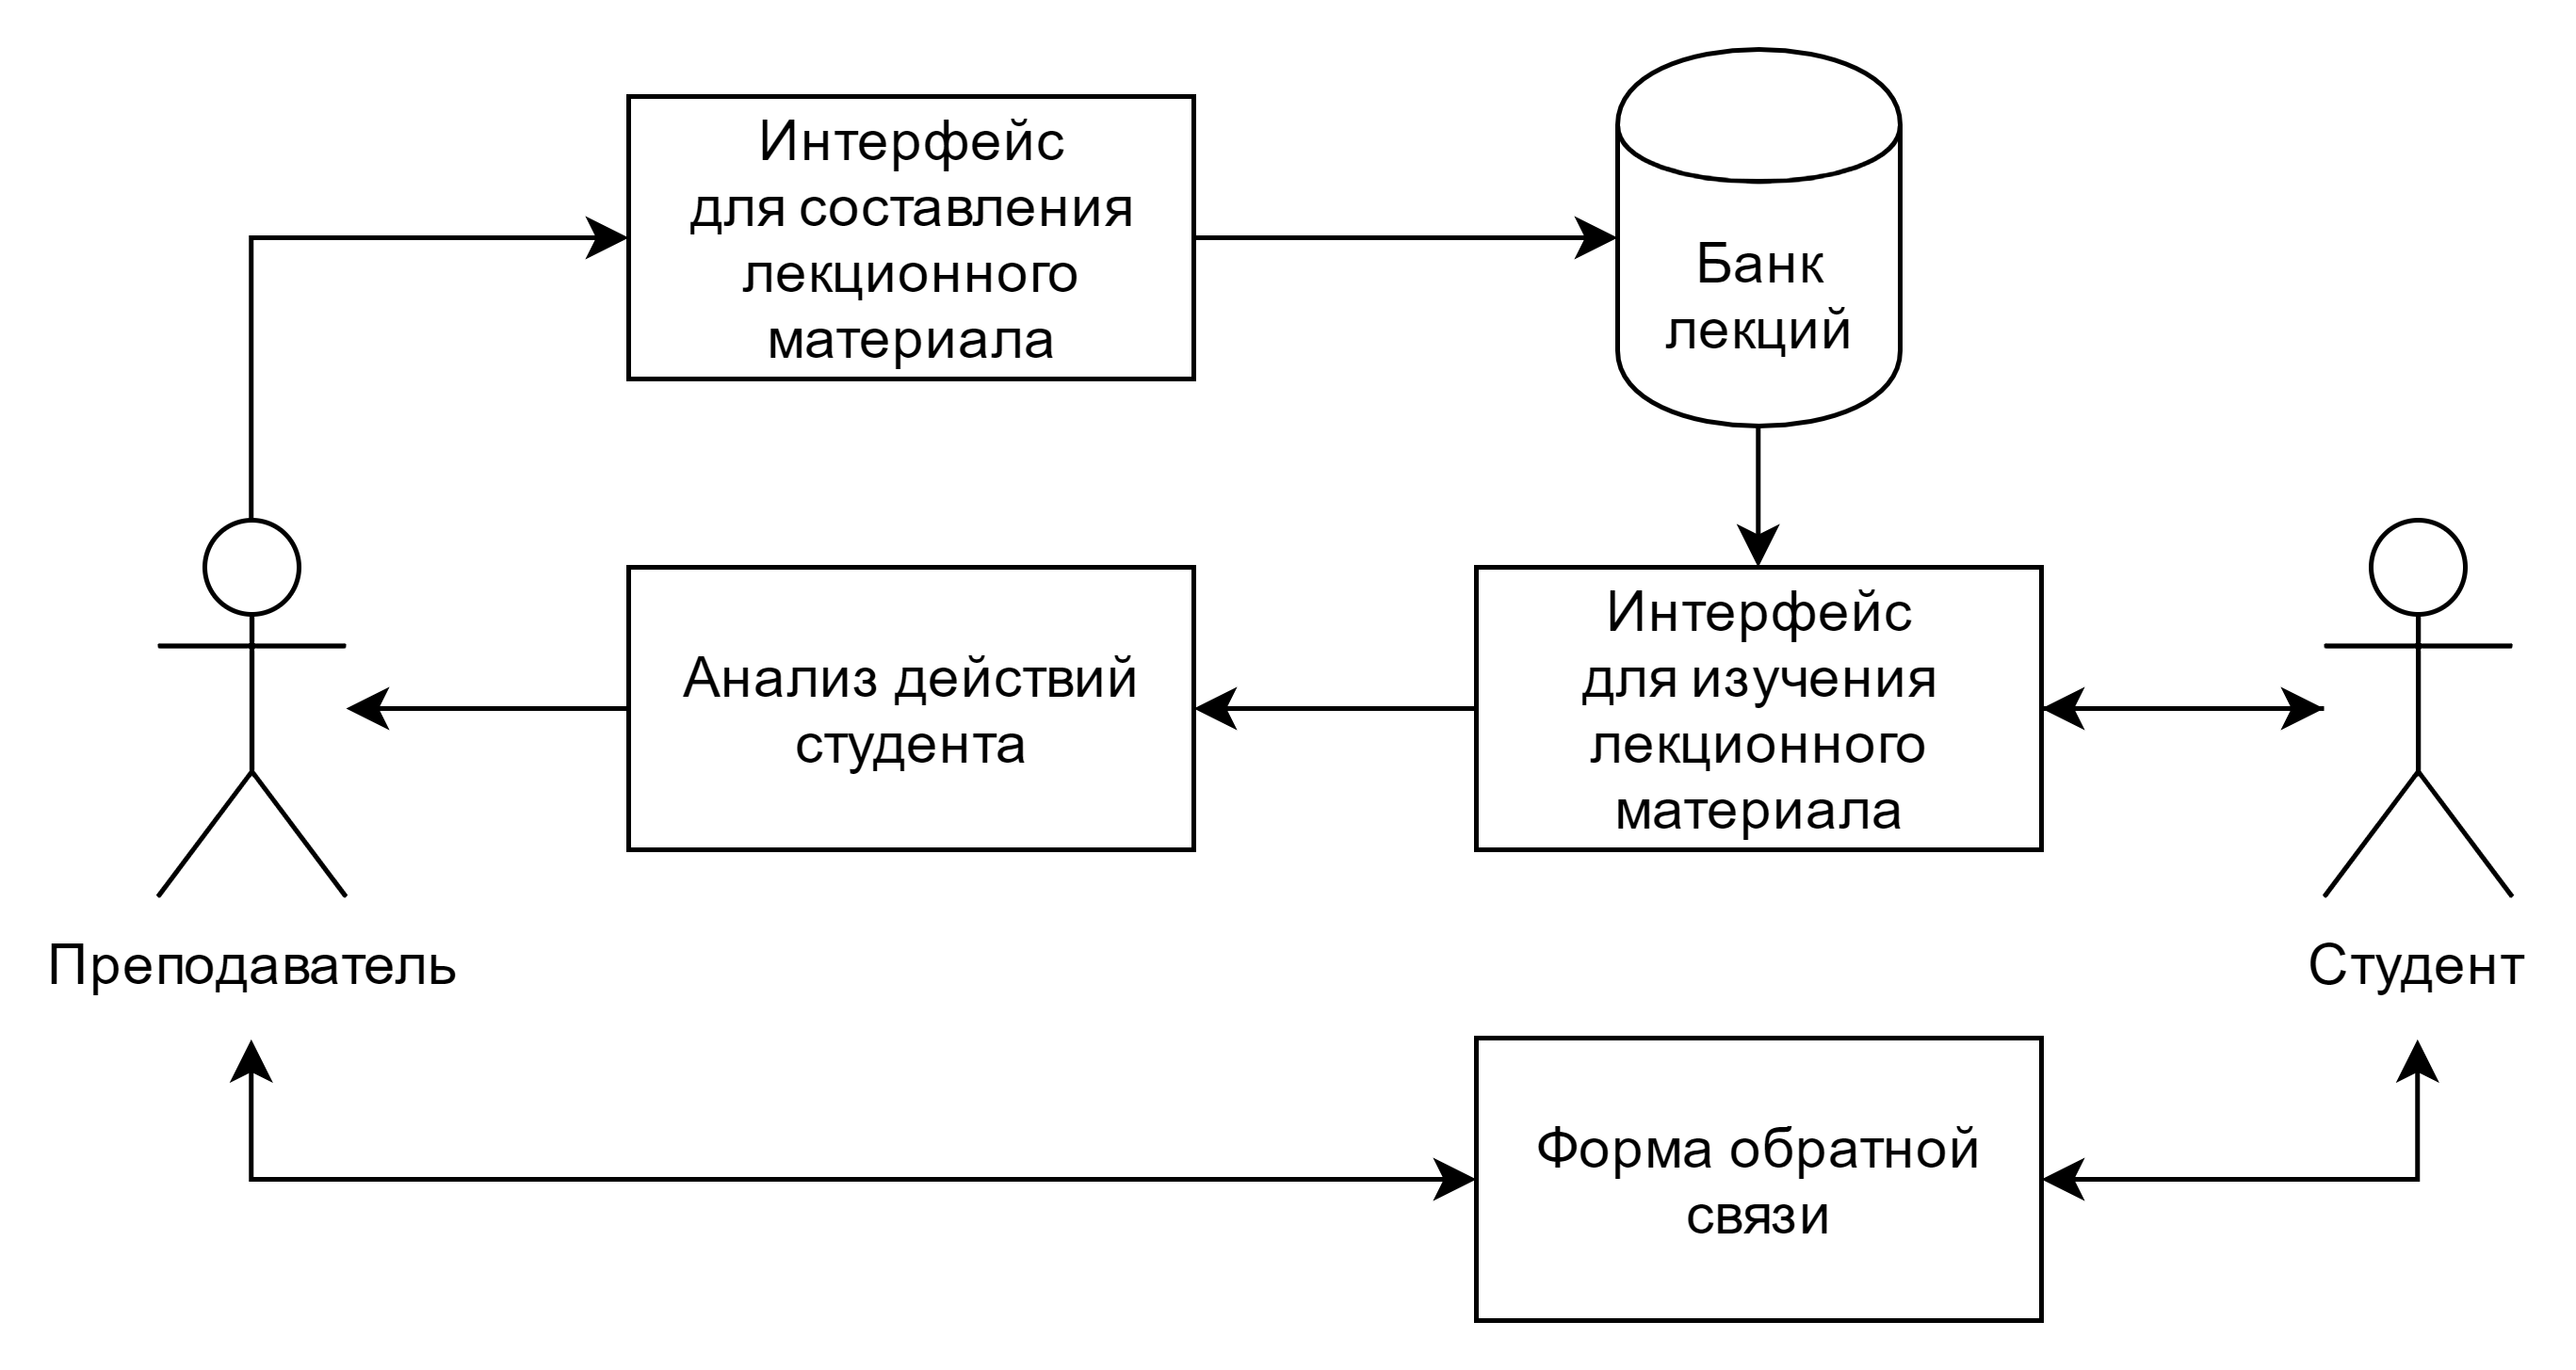 Интерфейс
для составления
лекционного
материала
Банк
лекций
Анализ действий
студента
Интерфейс
для изучения
лекционного
материала
Преподаватель
Студент
Форма обратной
связи